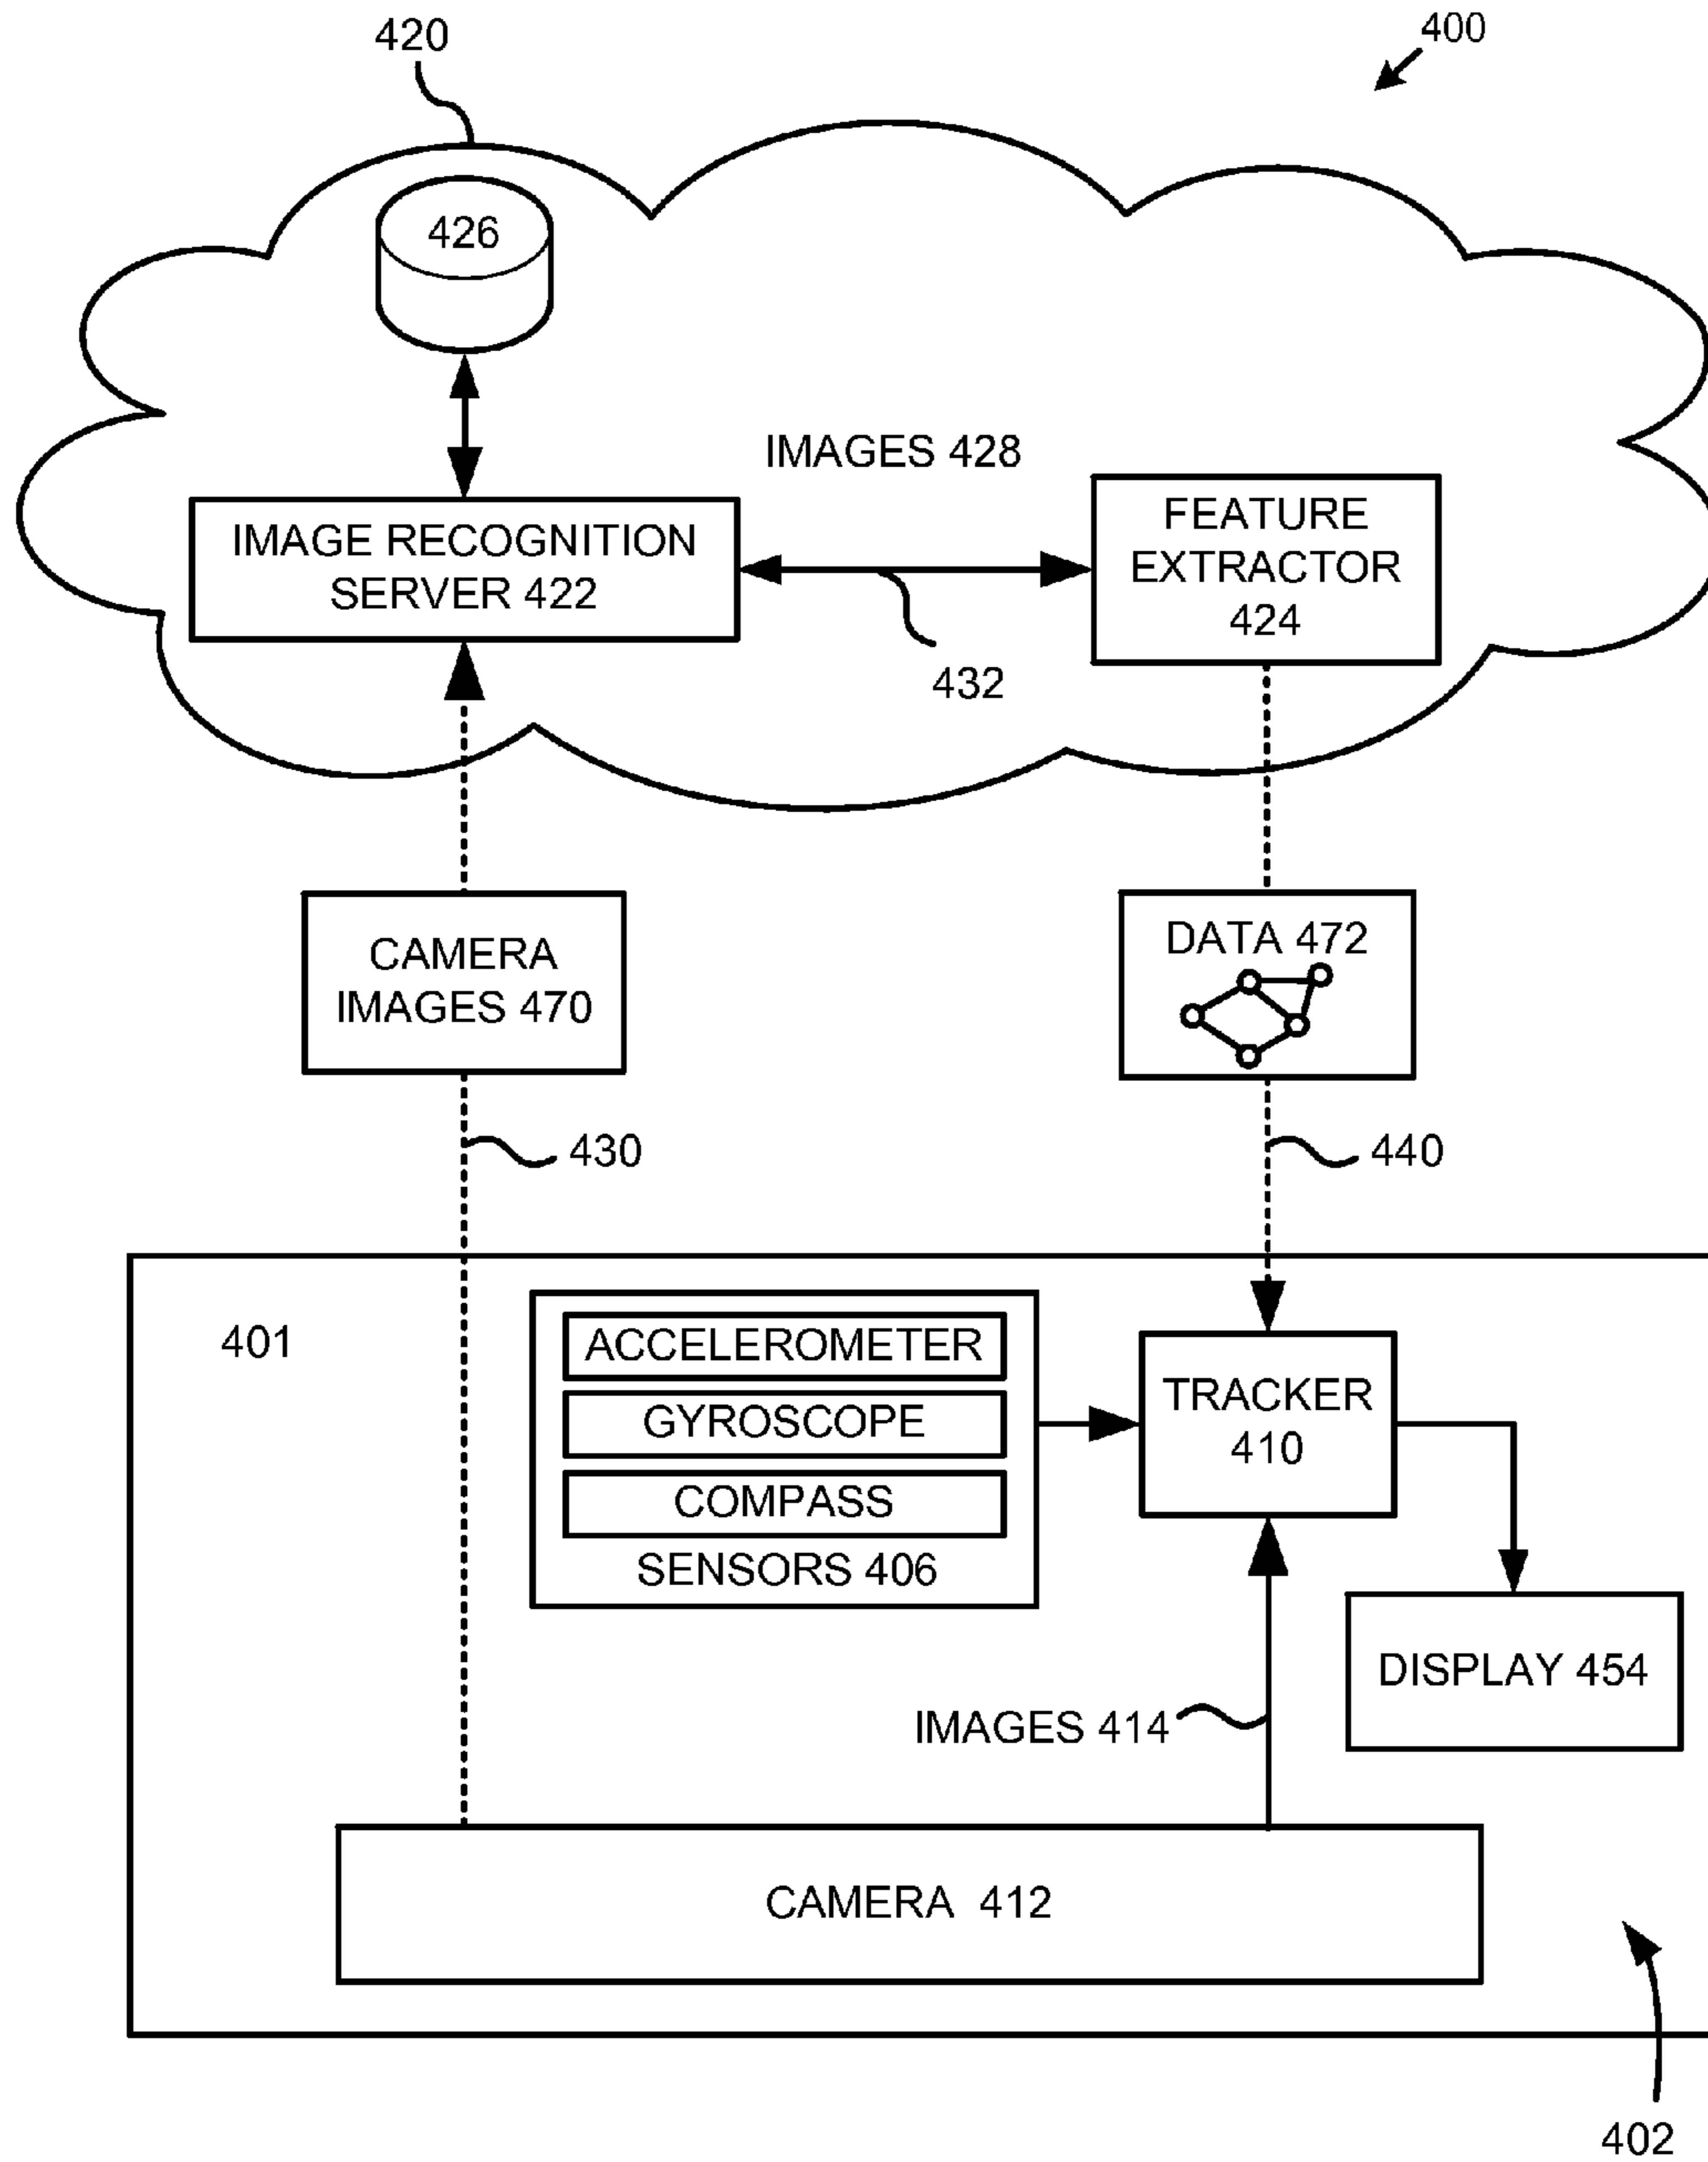 420
400
426
IMAGES 428
IMAGE RECOGNITION
SERVER 422
FEATURE
EXTRACTOR
424
432
CAMERA
IMAGES 470
DATA 472
430
440
401
ACCELEROMETER
GYROSCOPE
COMPASS
SENSORS 406
TRACKER
410
DISPLAY 454
IMAGES 414
CAMERA 412
402